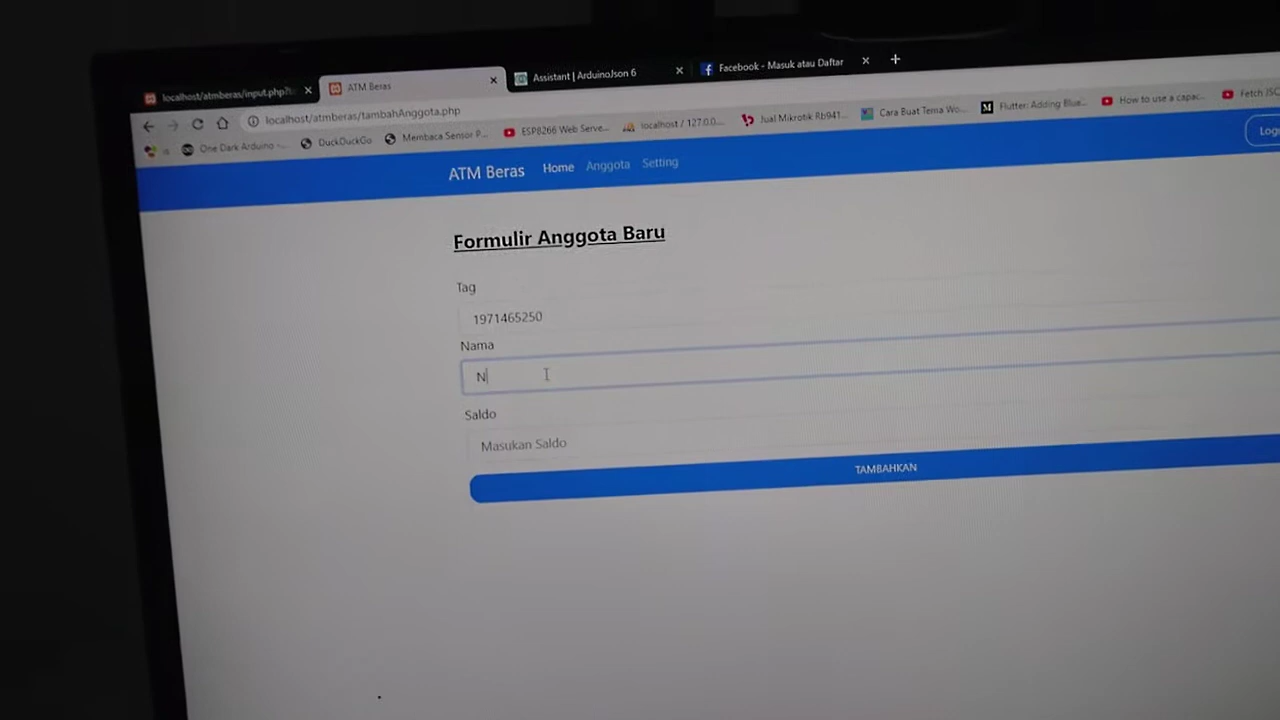 localhost/atmberas/input.php?t
ATM Beras
Assistant | ArduinoJson 6
Facebook - Masuk atau Daftar
localhost/atmberas/tambahAnggota.php
One Dark Arduino -...
DuckDuckGo
Membaca Sensor P...
ESP8266 Web Serve...
localhost / 127.0.0....
Jual Mikrotik Rb941...
Cara Buat Tema Wo...
Flutter: Adding Blue...
How to use a capac...
Fetch JSC
ATM Beras Home Anggota Setting
Formulir Anggota Baru
Tag
1971465250
Nama
N
Saldo
Masukan Saldo
TAMBAHKAN